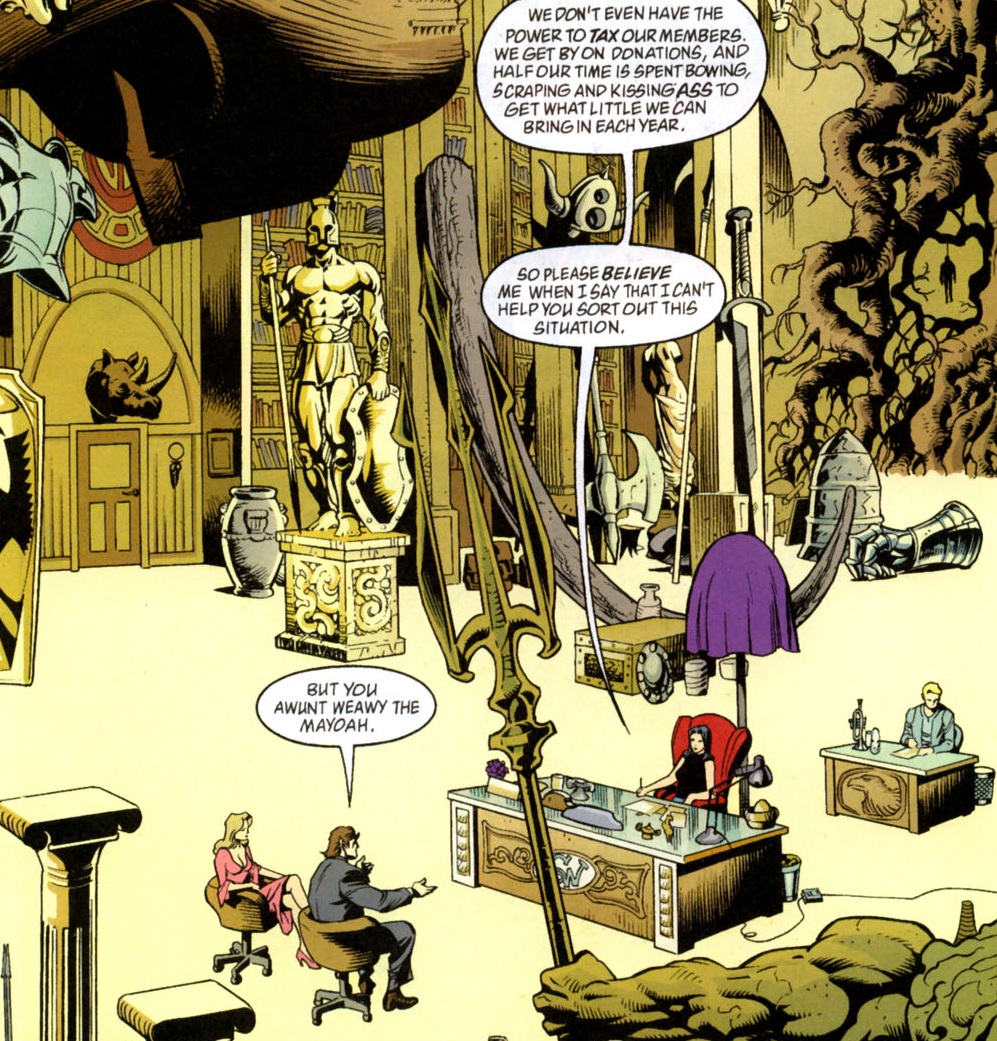 WE DON'T EVEN HAVE THE
POWER TO TAX OUR MEMBERS.
WE GET BY ON DONATIONS, AND
HALF OUR TIME IS SPENT BOWING,
SCRAPING AND KISSING ASS TO
GET WHAT LITTLE WE CAN
BRING IN EACH YEAR.
SO PLEASE BELIEVE
ME WHEN I SAY THAT I CAN'T
HELP YOU SORT OUT THIS
SITUATION.
BUT YOU
AWUNT WEAWY THE
MAYOAH.